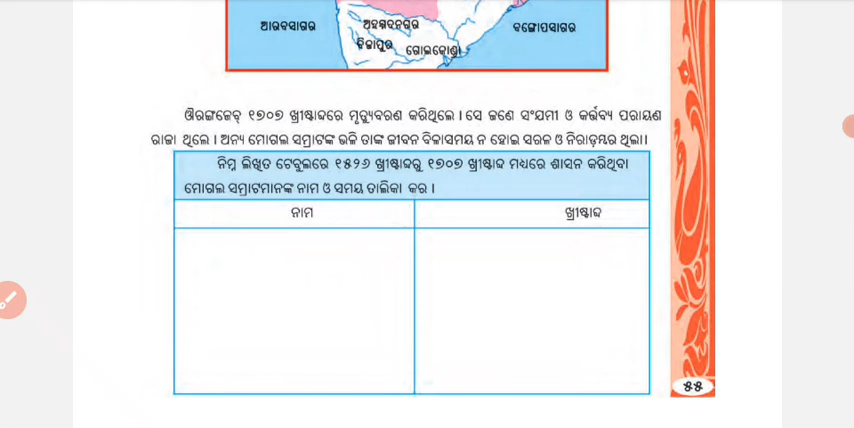 ଆରବସାଗର
ଅହମ୍ମଦନଗର
ବଙ୍ଗୋପସାଗର
ବିଜାପୁର
ଗୋଲକୋଣ୍ଡା
ଔରଙ୍ଗଜେବ୍ ୧୭୦୭ ଖ୍ରୀଷ୍ଟାବ୍ଦରେ ମୃତ୍ୟୁବରଣ କରିଥିଲେ । ସେ ଜଣେ ସଂଯମୀ ଓ କର୍ତ୍ତବ୍ୟ ପରାୟଣ
ରାଜା ଥିଲେ । ଅନ୍ୟ ମୋଗଲ ସମ୍ରାଟଙ୍କ ଭଳି ତାଙ୍କ ଜୀବନ ବିଳାସମୟ ନ ହୋଇ ସରଳ ଓ ନିରାଡ଼ମ୍ବର ଥିଲା।
ନିମ୍ନ ଲିଖିତ ଟେବୁଲରେ ୧୫୨୬ ଖ୍ରୀଷ୍ଟାବ୍ଦରୁ ୧୭୦୭ ଖ୍ରୀଷ୍ଟାବ୍ଦ ମଧ୍ୟରେ ଶାସନ କରିଥିବା
ମୋଗଲ ସମ୍ରାଟମାନଙ୍କ ନାମ ଓ ସମୟ ତାଲିକା କର ।
ନାମ
ଖ୍ରୀଷ୍ଟାବ୍ଦ
୫୫